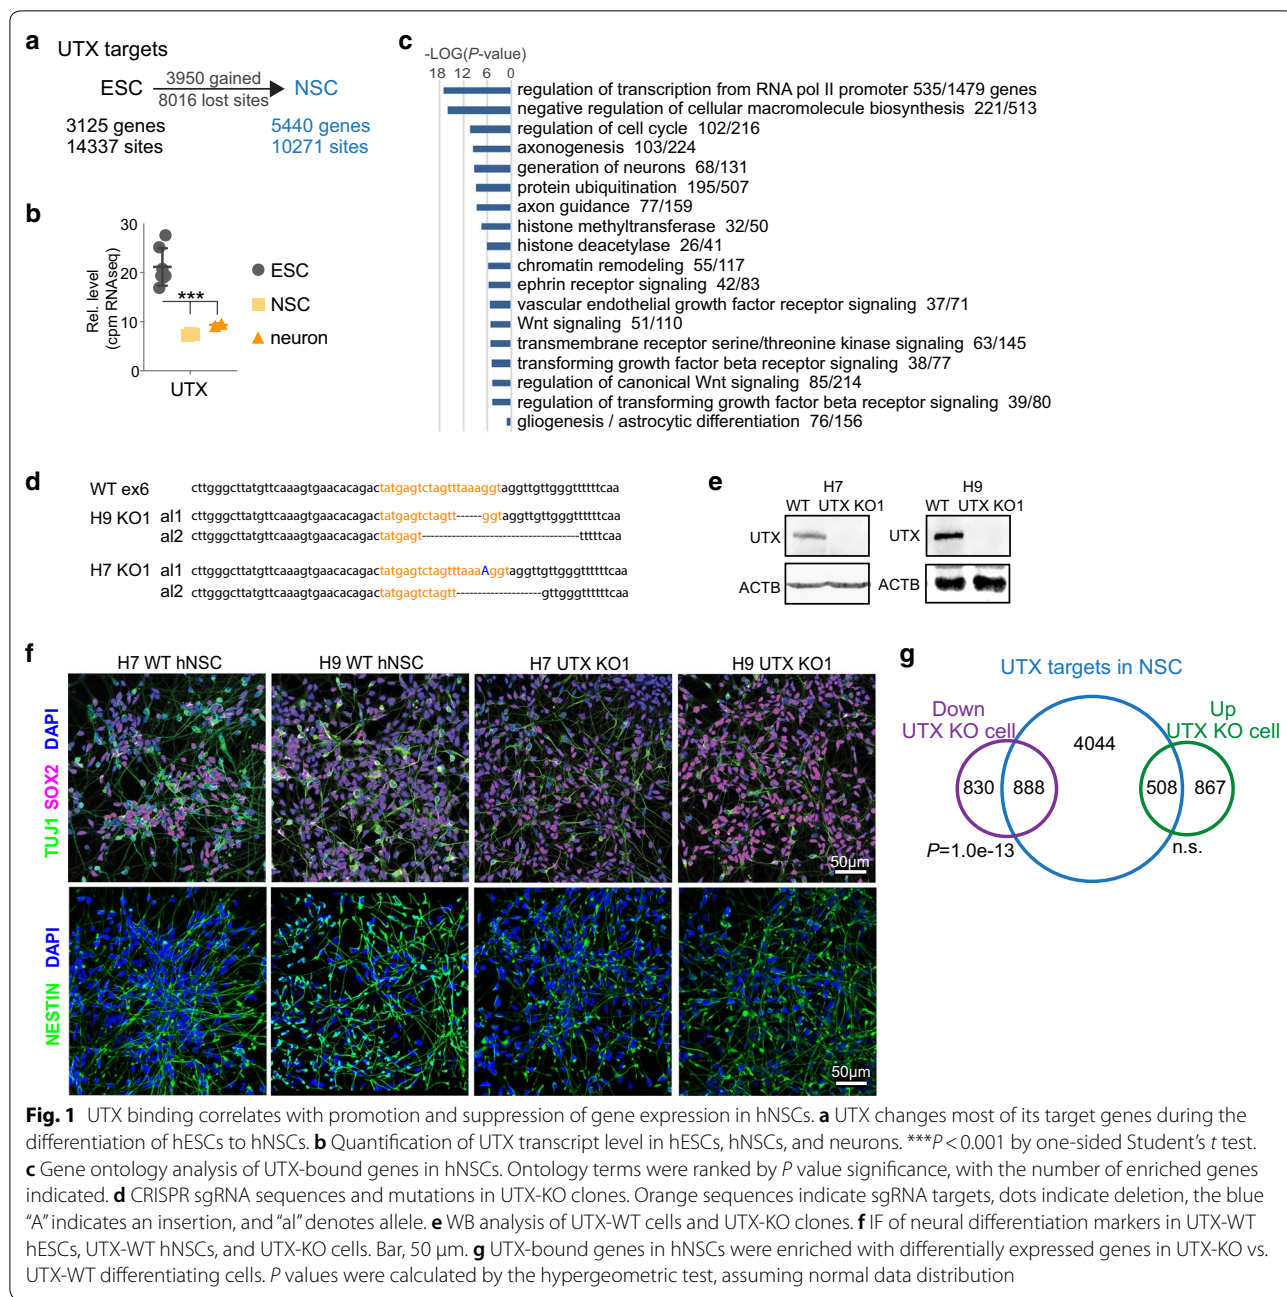 a
UTX targets
ESC
3950 gained
8016 lost sites
NSC
3125 genes
14337 sites
5440 genes
10271 sites
b
30
20
10
0
Rel. level
(cpm RNAseq)
***
UTX
ESC
NSC
neuron
c
-LOG(P-value)
18 12 6 0
regulation of transcription from RNA pol II promoter 535/1479 genes
negative regulation of cellular macromolecule biosynthesis 221/513
regulation of cell cycle 102/216
axonogenesis 103/224
generation of neurons 68/131
protein ubiquitination 195/507
axon guidance 77/159
histone methyltransferase 32/50
histone deacetylase 26/41
chromatin remodeling 55/117
ephrin receptor signaling 42/83
vascular endothelial growth factor receptor signaling 37/71
Wnt signaling 51/110
transmembrane receptor serine/threonine kinase signaling 63/145
transforming growth factor beta receptor signaling 38/77
regulation of canonical Wnt signaling 85/214
regulation of transforming growth factor beta receptor signaling 39/80
gliogenesis / astrocytic differentiation 76/156
d
WT ex6 cttgggcttatgttcaaagtgaacacagactatgagtctagtttaaaggtaggttgttgggttttttcaa
H9 KO1 al1 cttgggcttatgttcaaagtgaacacagactatgagtctagtt------ggtaggttgttgggttttttcaa
al2 cttgggcttatgttcaaagtgaacacagactatgagt-------------------------------------tttttcaa
H7 KO1 al1 cttgggcttatgttcaaagtgaacacagactatgagtctagtttaaaAggtaggttgttgggttttttcaa
al2 cttgggcttatgttcaaagtgaacacagactatgagtctagtt--------------------gttgggttttttcaa
e
H7
WT UTX KO1
UTX
ACTB
H9
WT UTX KO1
UTX
ACTB
f
H7 WT hNSC
H9 WT hNSC
H7 UTX KO1
H9 UTX KO1
TUJ1 SOX2 DAPI
50µm
NESTIN DAPI
50µm
g
UTX targets in NSC
Down
UTX KO cell
Up
UTX KO cell
4044
830 888
508 867
P=1.0e-13
n.s.
Fig. 1 UTX binding correlates with promotion and suppression of gene expression in hNSCs. a UTX changes most of its target genes during the
differentiation of hESCs to hNSCs. b Quantification of UTX transcript level in hESCs, hNSCs, and neurons. ***P < 0.001 by one-sided Student's t test.
c Gene ontology analysis of UTX-bound genes in hNSCs. Ontology terms were ranked by P value significance, with the number of enriched genes
indicated. d CRISPR sgRNA sequences and mutations in UTX-KO clones. Orange sequences indicate sgRNA targets, dots indicate deletion, the blue
"A" indicates an insertion, and "al" denotes allele. e WB analysis of UTX-WT cells and UTX-KO clones. f IF of neural differentiation markers in UTX-WT
hESCs, UTX-WT hNSCs, and UTX-KO cells. Bar, 50 µm. g UTX-bound genes in hNSCs were enriched with differentially expressed genes in UTX-KO vs.
UTX-WT differentiating cells. P values were calculated by the hypergeometric test, assuming normal data distribution